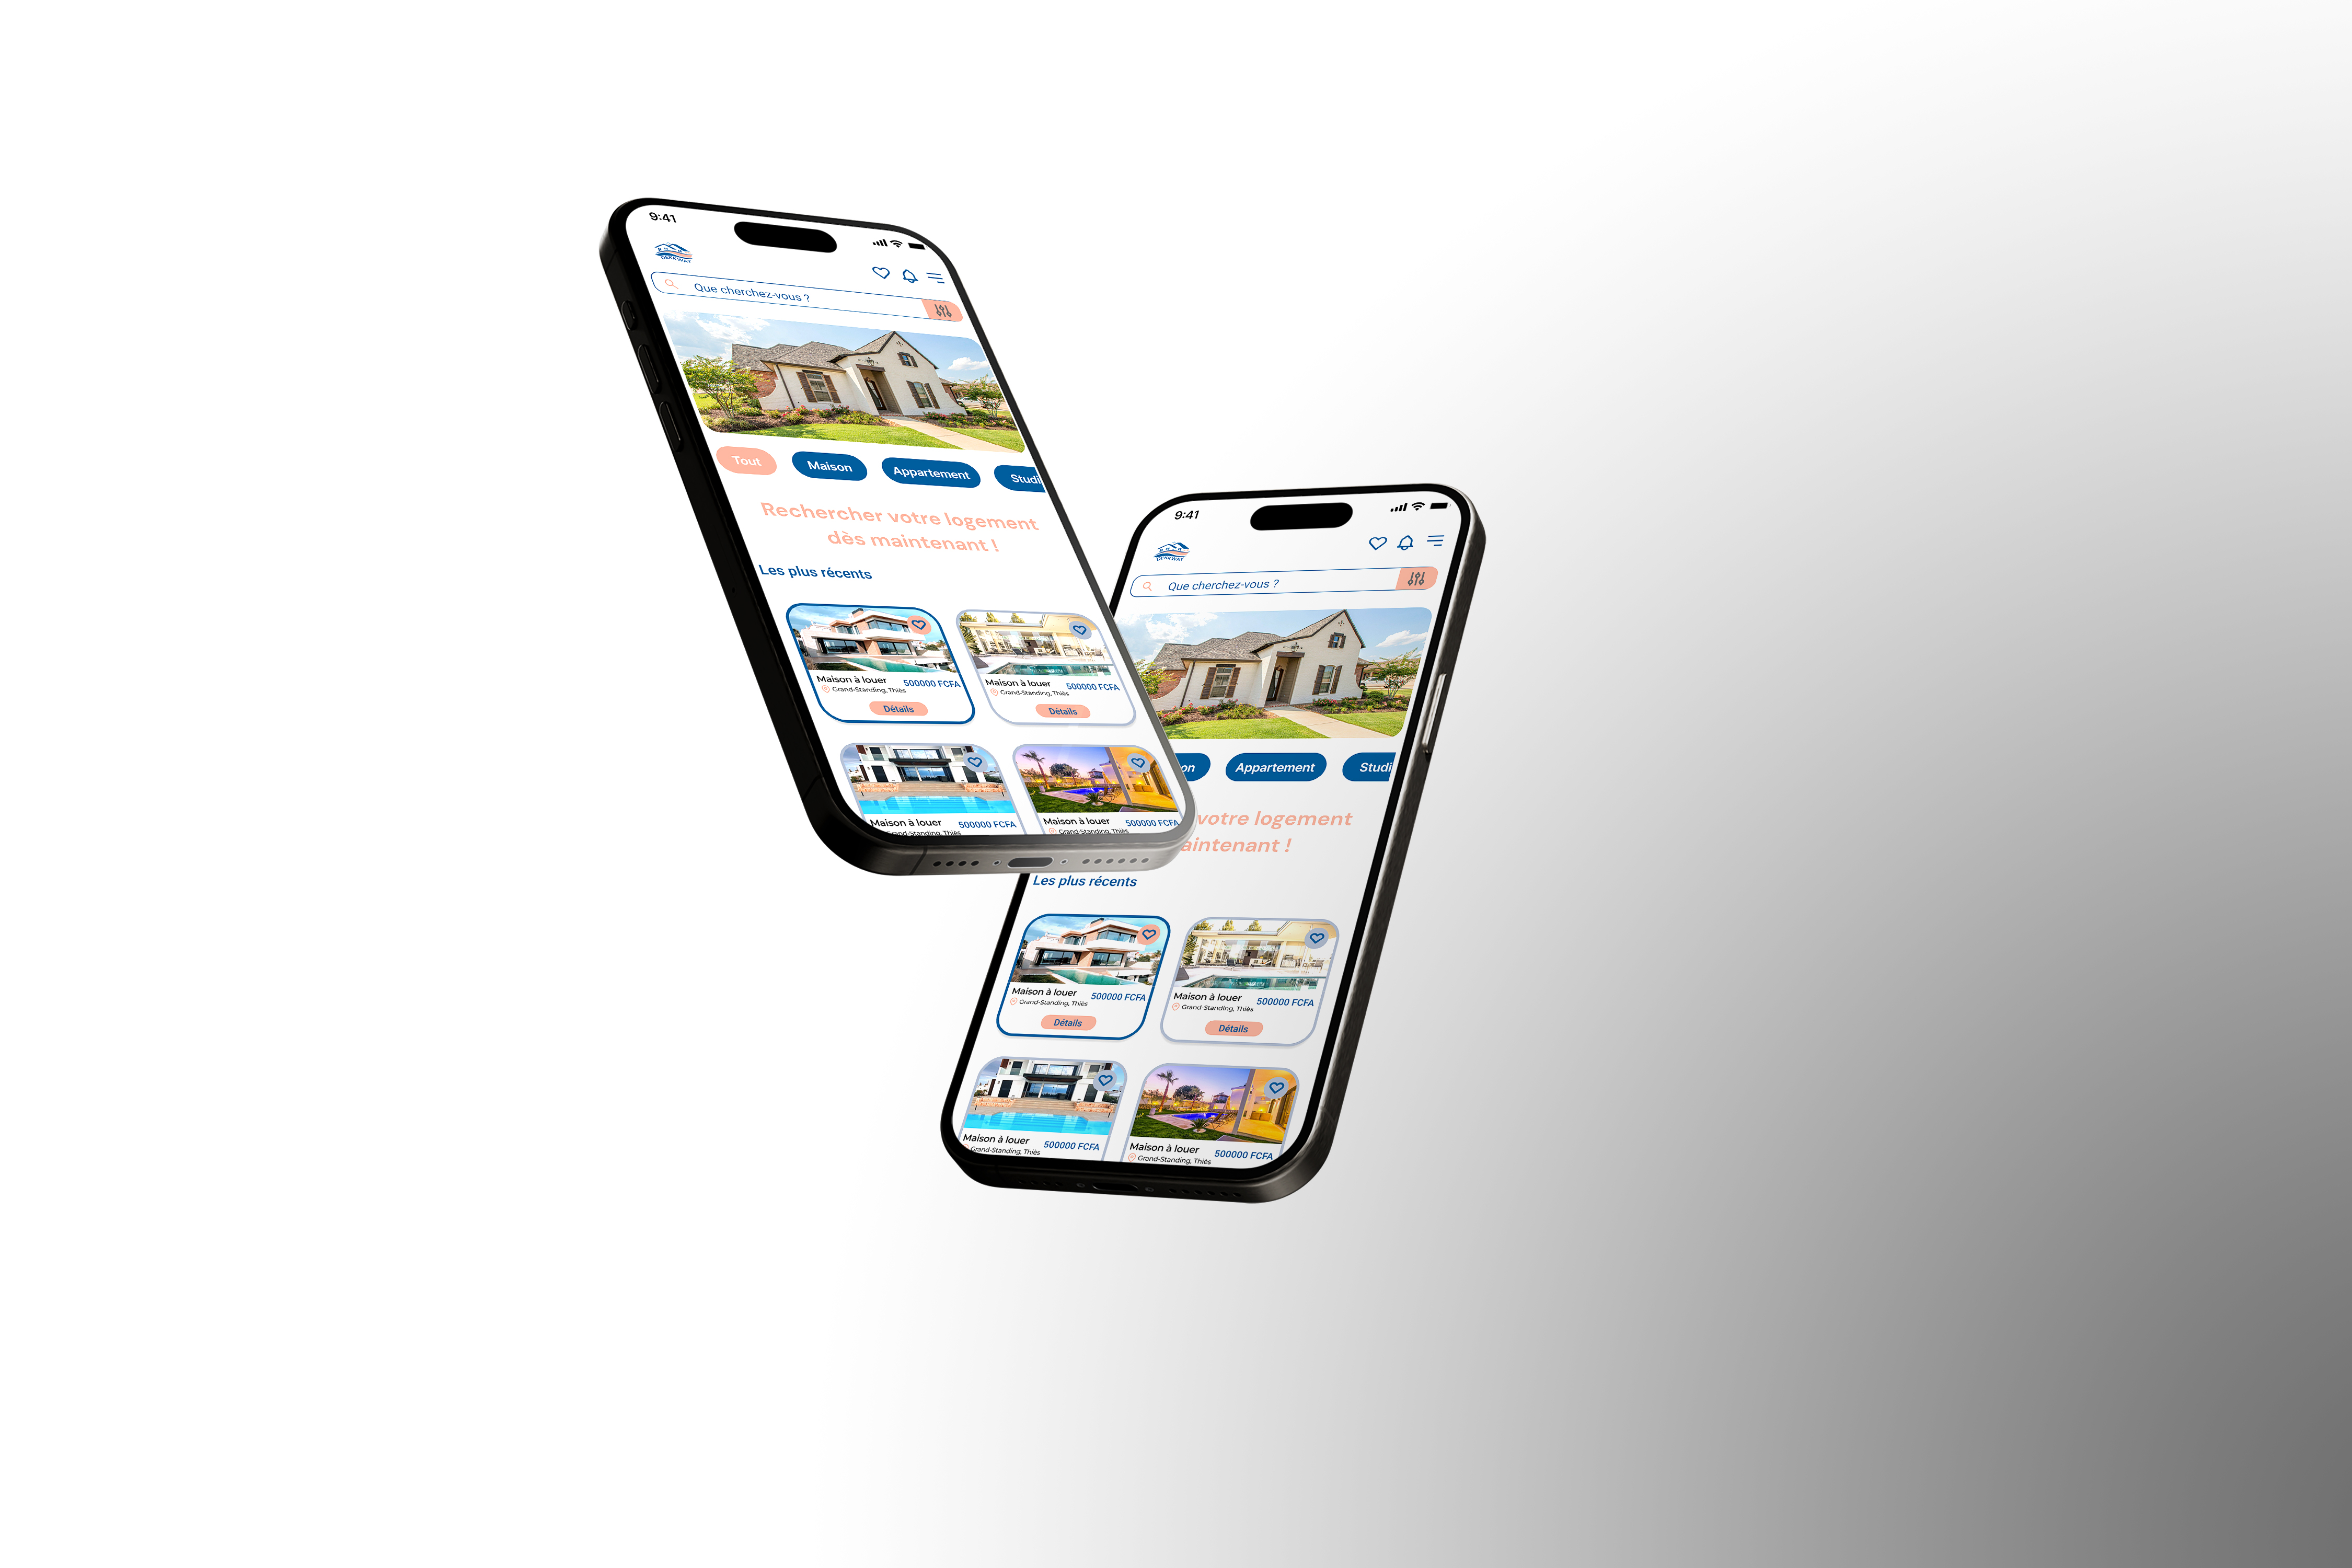 9:41
DEKKWAY
Que cherchez-vous ?
Tout
Maison
Appartement
Studi
Rechercher votre logement
dès maintenant !
Les plus récents
Maison à louer
500000 FCFA
Grand-Standing, Thiès
Détails
Maison à louer
500000 FCFA
Grand-Standing, Thiès
Détails
Maison à louer
500000 FCFA
Grand-Standing, Thiès
Maison à louer
500000 FCFA
Grand-Standing, Thiès
9:41
DEKKWAY
Que cherchez-vous ?
on
Appartement
Studi
votre logement
aintenant !
Les plus récents
Maison à louer
500000 FCFA
Grand-Standing, Thiès
Détails
Maison à louer
500000 FCFA
Grand-Standing, Thiès
Détails
Maison à louer
500000 FCFA
Grand-Standing, Thiès
Maison à louer
500000 FCFA
Grand-Standing, Thiès